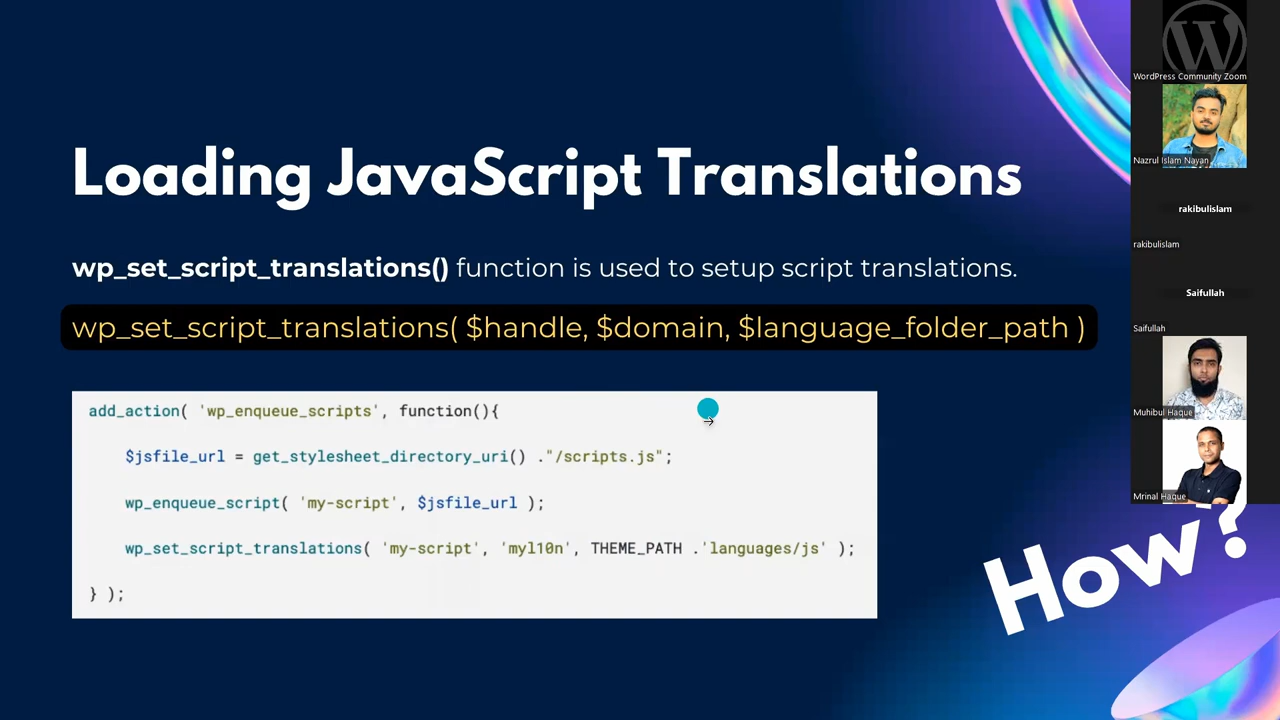 Loading JavaScript Translations
wp_set_script_translations() function is used to setup script translations.
wp_set_script_translations( $handle, $domain, $language_folder_path )
add_action( 'wp_enqueue_scripts', function(){
$jsfile_url = get_stylesheet_directory_uri() ."/scripts.js";
wp_enqueue_script( 'my-script', $jsfile_url );
wp_set_script_translations( 'my-script', 'myl10n', THEME_PATH .'languages/js' );
} );
How?
WordPress Community Zoom
Nazrul Islam Nayan
rakibulislam
rakibulislam
Saifullah
Saifullah
Muhibul Haque
Mrinal Haque